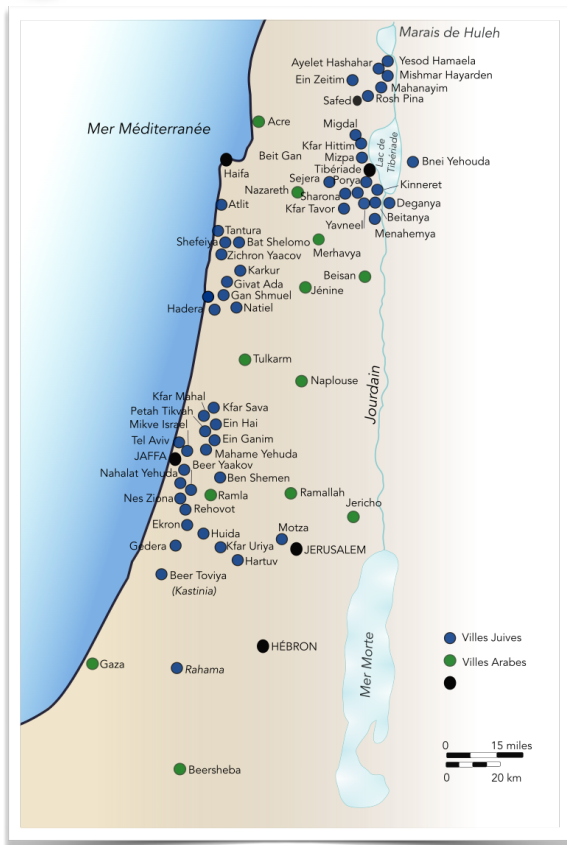 Marais de Huleh
Ayelet Hashahar
Yesod Hamaela
Ein Zeitim
Mishmar Hayarden
Mahanayim
Safed
Rosh Pina
Acre
Mer Méditerranée
Migdal
Kfar Hittim
Lac de
Tibériade
Beit Gan
Mizpa
Bnei Yehouda
Haifa
Tibériade
Sejera
Porya
Kinneret
Nazareth
Sharona
Atlit
Kfar Tavor
Deganya
Yavneel
Beitanya
Tantura
Menahemya
Shefeiya
Bat Shelomo
Merhavya
Zichron Yaacov
Karkur
Beisan
Givat Ada
Jénine
Gan Shmuel
Hadera
Natiel
Tulkarm
Naplouse
Jourdain
Kfar Mahal
Kfar Sava
Petah Tikvah
Mikve Israel
Ein Hai
Tel Aviv
Ein Ganim
JAFFA
Mahame Yehuda
Beer Yaakov
Nahalat Yehuda
Ben Shemen
Nes Ziona
Ramla
Ramallah
Rehovot
Jericho
Ekron
Huida
Motza
Gedera
Kfar Uriya
JERUSALEM
Hartuv
Beer Toviya
(Kastinia)
HÉBRON
Mer Morte
Villes Juives
Gaza
Rahama
Villes Arabes
0 15 miles
Beersheba
0 20 km